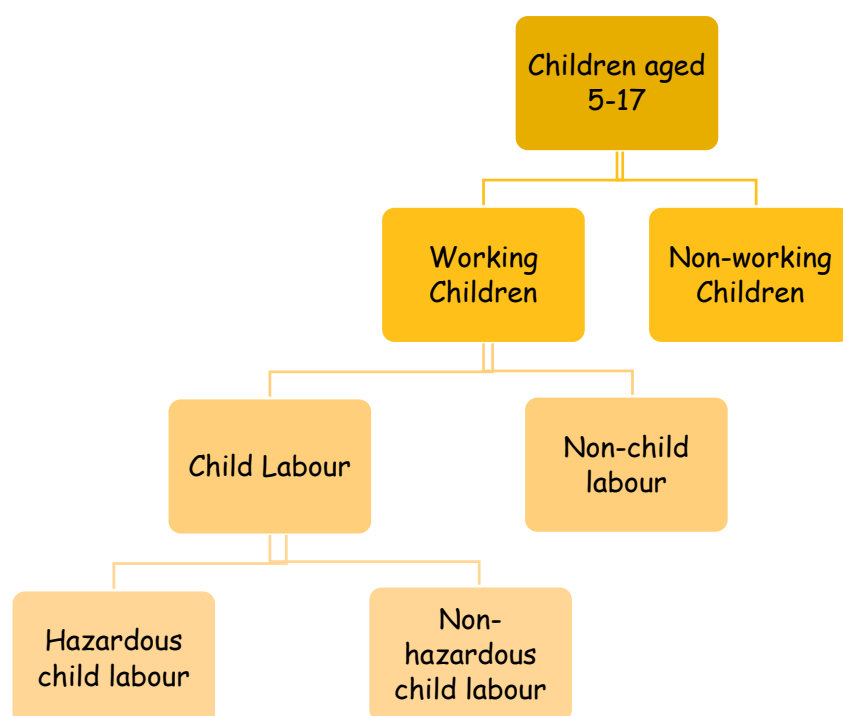 Children aged
5-17
Working
Children
Non-working
Children
Child Labour
Non-child
labour
Hazardous
child labour
Non-
hazardous
child labour